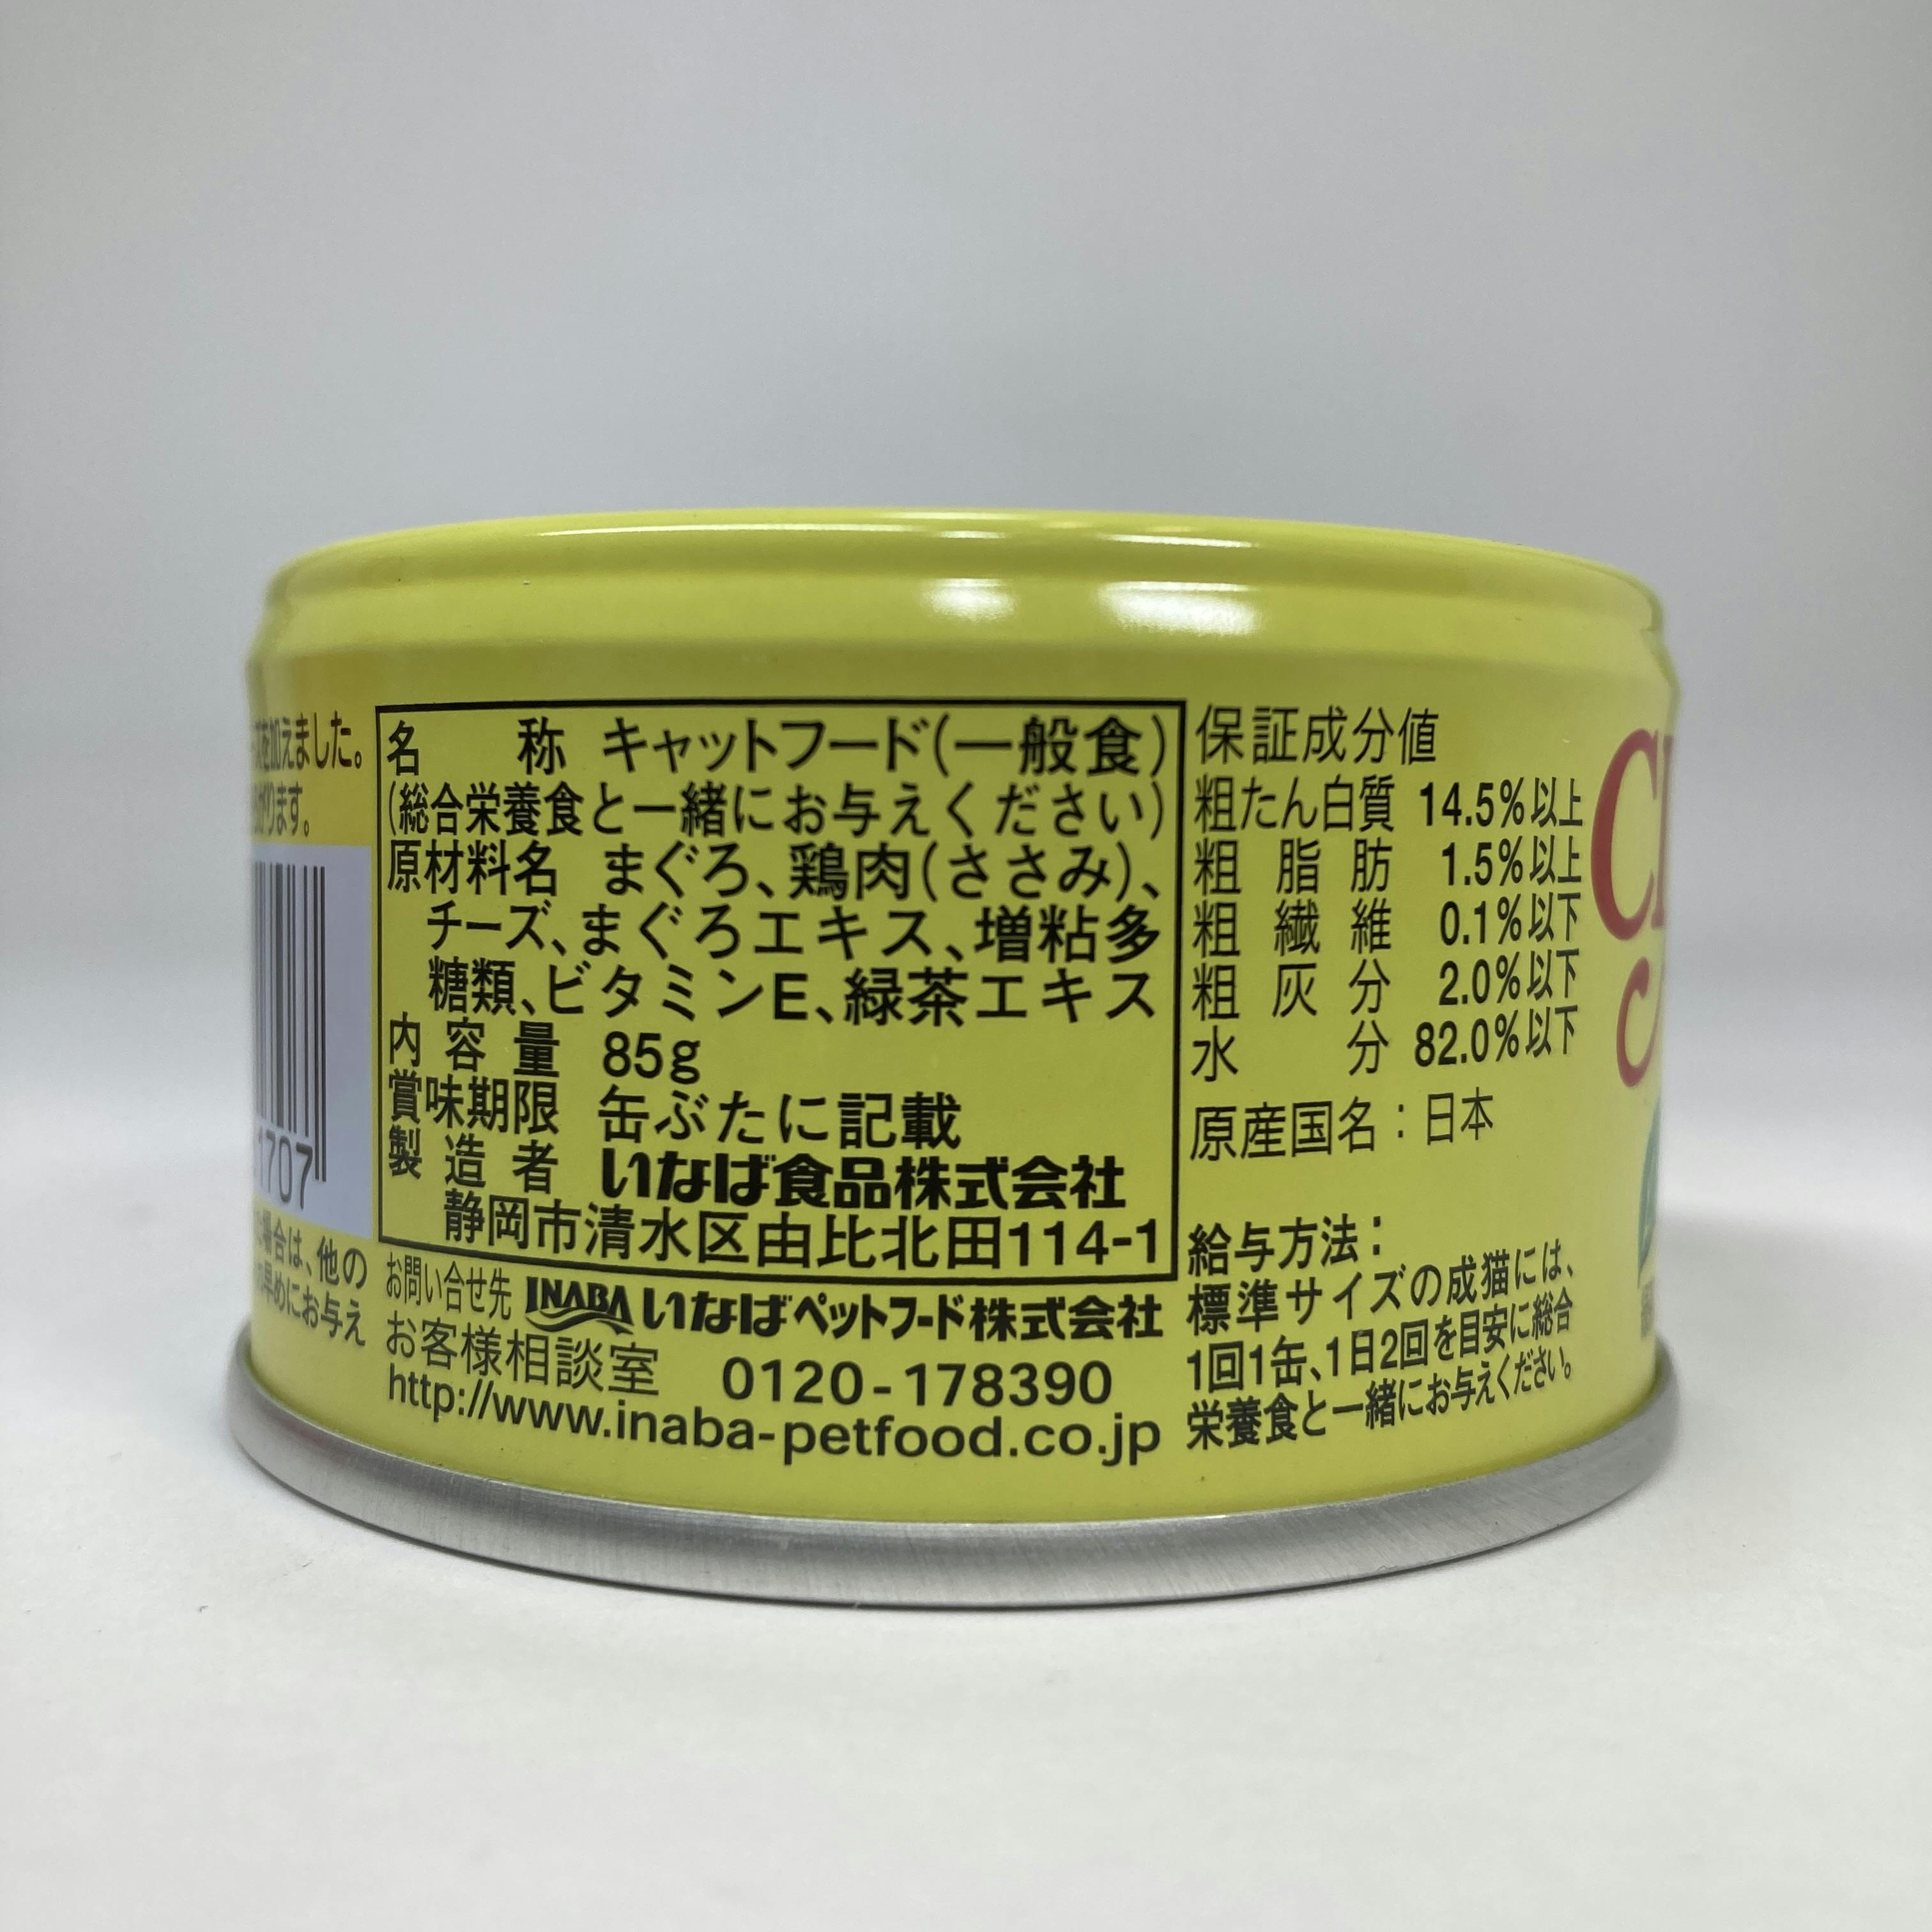 を加えました。
ります。
1707
場合は、他の
早めにお与え
名 称 キャットフード(一般食)
(総合栄養食と一緒にお与えください)
原材料名 まぐろ、鶏肉(ささみ)、
チーズ、まぐろエキス、増粘多
糖類、ビタミンE、緑茶エキス
内容量 85g
賞味期限 缶ぶたに記載
製造者 いなば食品株式会社
静岡市清水区由比北田114-1
お問い合せ先 INABA いなばペットフード株式会社
お客様相談室 0120-178390
http://www.inaba-petfood.co.jp
保証成分値
粗たん白質 14.5%以上
粗脂肪 1.5%以上
粗繊維 0.1%以下
粗灰分 2.0%以下
水分 82.0%以下
原産国名:日本
給与方法:
標準サイズの成猫には、
1回1缶、1日2回を目安に総合
栄養食と一緒にお与えください。